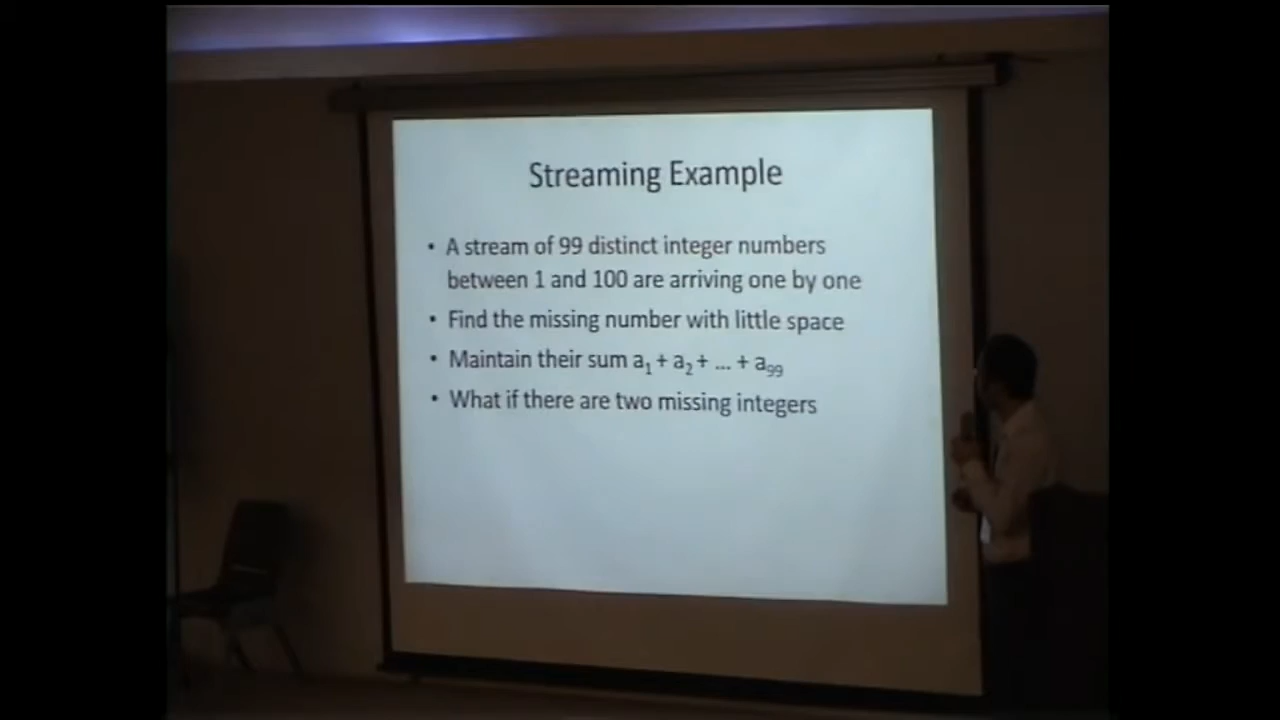 Streaming Example
• A stream of 99 distinct integer numbers
between 1 and 100 are arriving one by one
• Find the missing number with little space
• Maintain their sum a₁ + a₂ + ... + a₉₉
• What if there are two missing integers